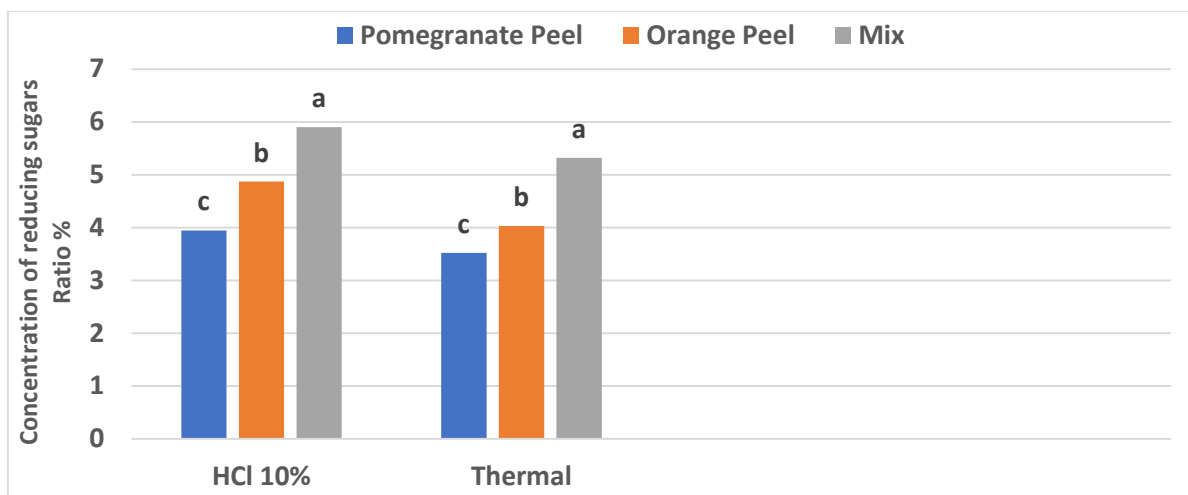 Pomegranate Peel Orange Peel Mix
Concentration of reducing sugars
Ratio %
7
6
5
4
3
2
1
0
c
b
a
c
b
a
HCl 10%
Thermal